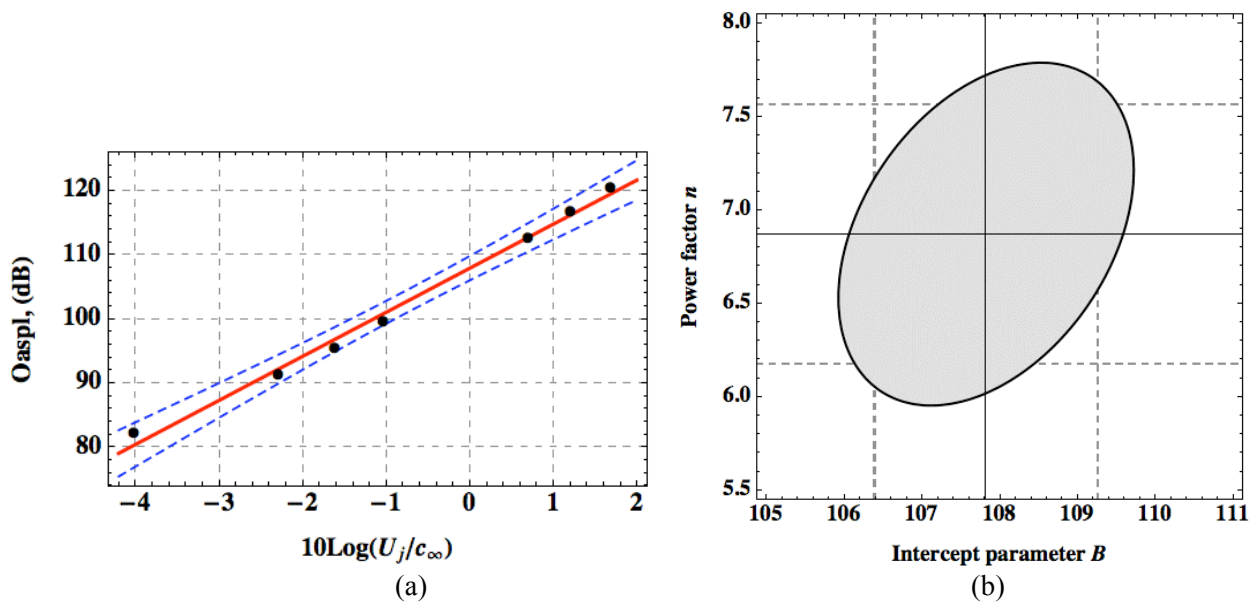 Oaspl, (dB)
120
110
100
90
80
−4 −3 −2 −1 0 1 2
10Log(U_j/c_∞)
(a)
Power factor n
8.0
7.5
7.0
6.5
6.0
5.5
105 106 107 108 109 110 111
Intercept parameter B
(b)